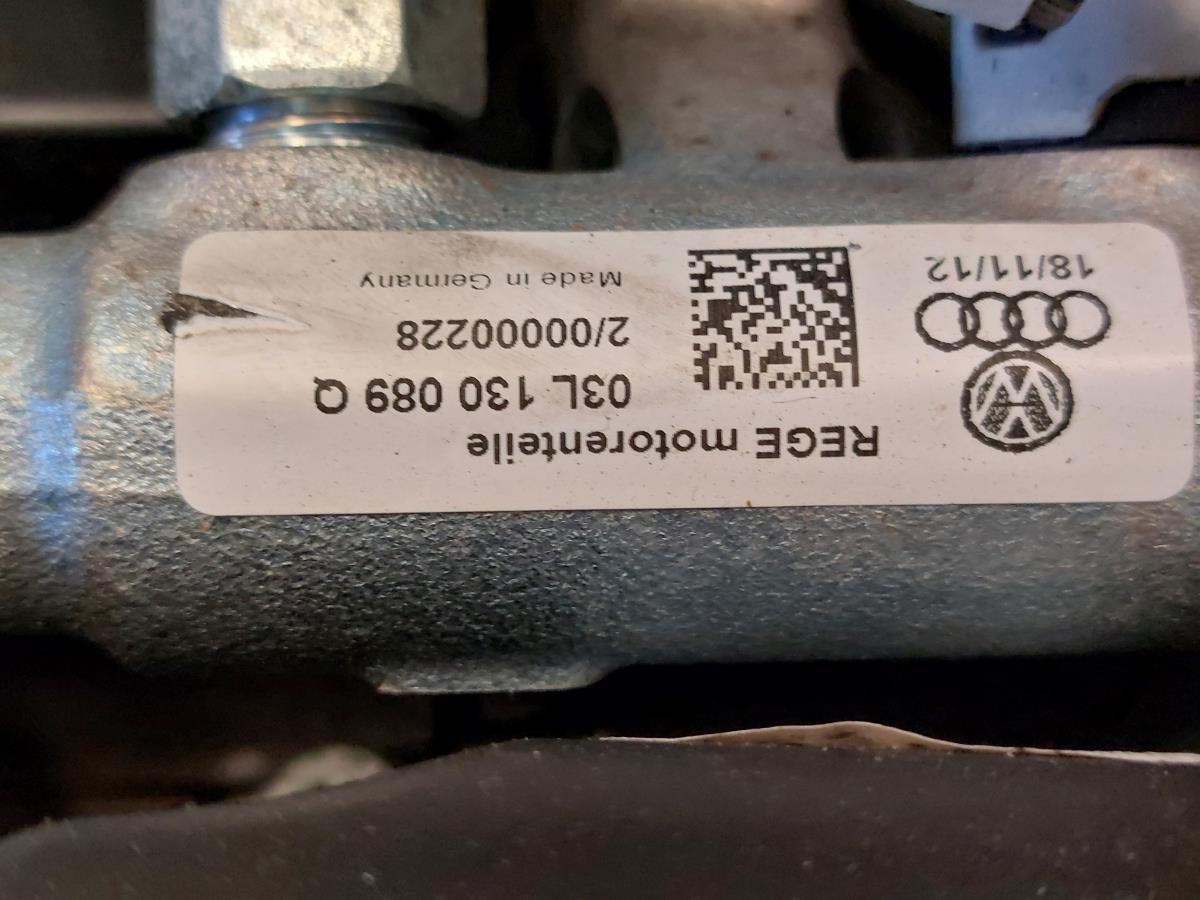 REGE motorenteile
03L 130 089 Q
2/00000228
Made in Germany
18/11/12